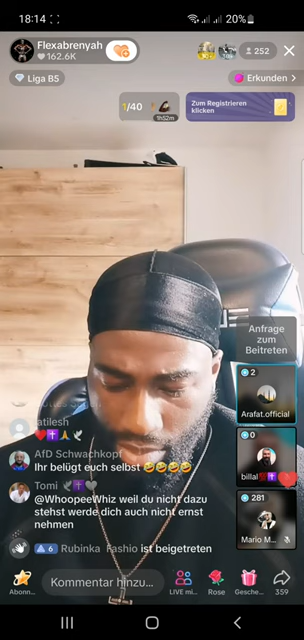 18:14
20%
Flexabrenyah
162.6K
252
Liga B5
Erkunden >
1/40
1h52m
Zum Registrieren
klicken
Anfrage
zum
Beitreten
2
Arafat.official
0
billal
281
Mario M...
AfD Schwachkopf
Ihr belügt euch selbst 🤣🤣🤣🤣
Tomi 🕊✝🖤
@WhoopeeWhiz weil du nicht dazu
stehst werde dich auch nicht ernst
nehmen
6 Rubinka Fashio ist beigetreten
Abonn...
Kommentar hinzu...
LIVE mi...
Rose
Gesche...
359